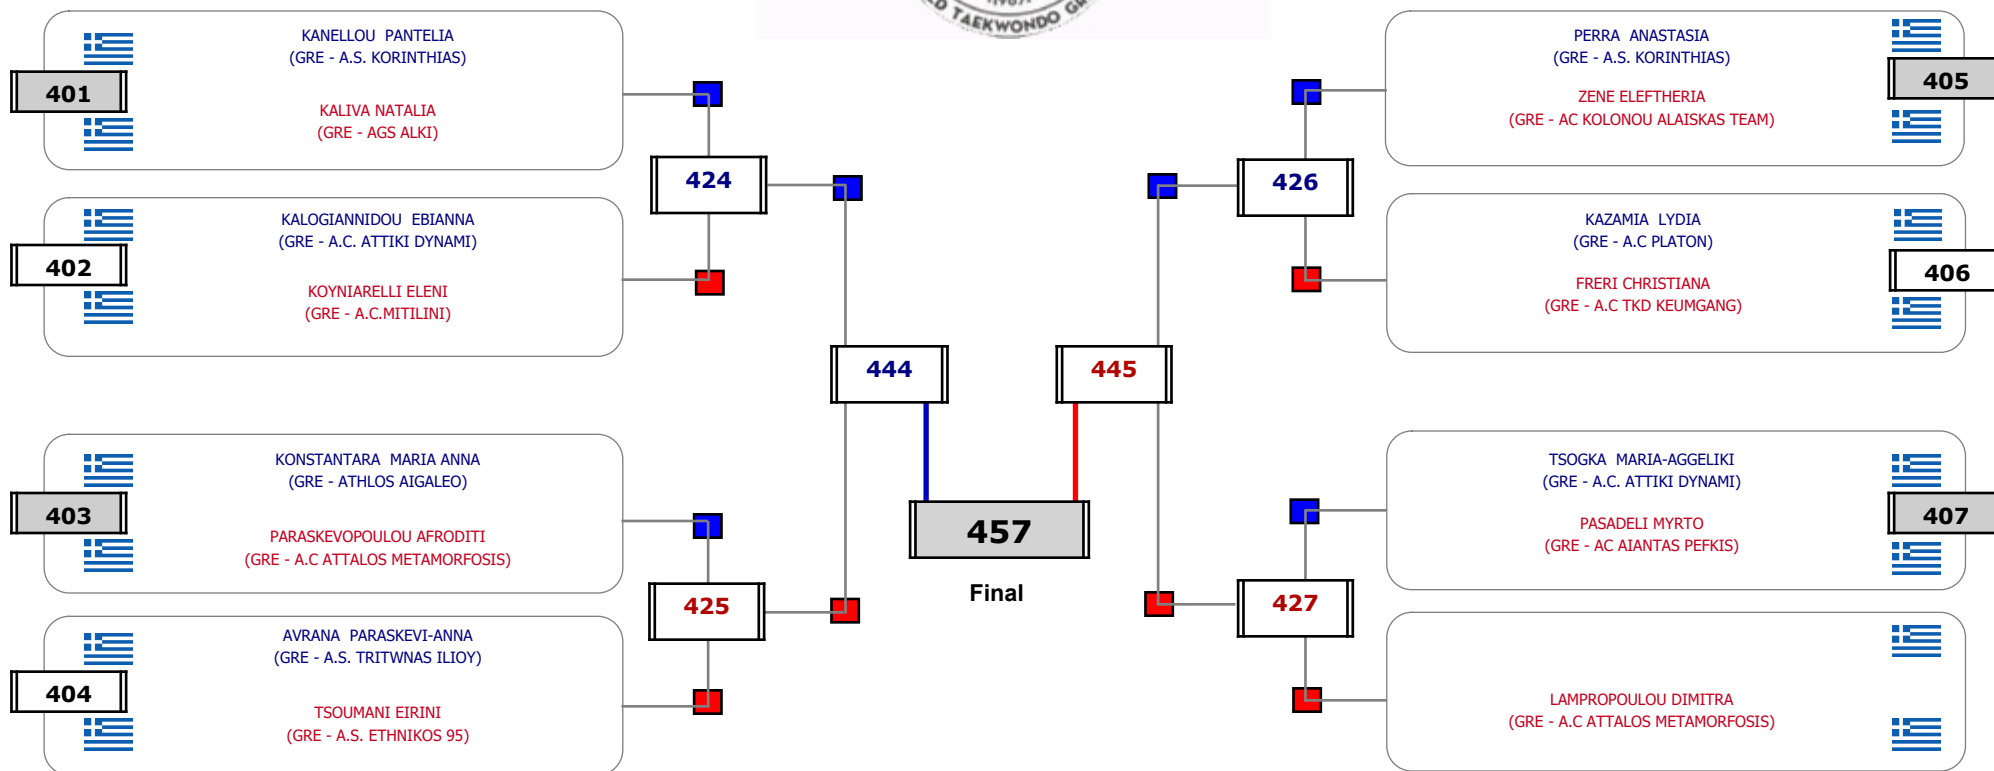 (1987)
D TAEKWONDO GR
KANELLOU PANTELIA
(GRE - A.S. KORINTHIAS)
401
KALIVA NATALIA
(GRE - AGS ALKI)
KALOGIANNIDOU EBIANNA
(GRE - A.C. ATTIKI DYNAMI)
402
KOYNIARELLI ELENI
(GRE - A.C.MITILINI)
424
444
KONSTANTARA MARIA ANNA
(GRE - ATHLOS AIGALEO)
403
PARASKEVOPOULOU AFRODITI
(GRE - A.C ATTALOS METAMORFOSIS)
425
AVRANA PARASKEVI-ANNA
(GRE - A.S. TRITWNAS ILIOY)
404
TSOUMANI EIRINI
(GRE - A.S. ETHNIKOS 95)
457
Final
PERRA ANASTASIA
(GRE - A.S. KORINTHIAS)
405
ZENE ELEFTHERIA
(GRE - AC KOLONOU ALAISKAS TEAM)
426
KAZAMIA LYDIA
(GRE - A.C PLATON)
406
FRERI CHRISTIANA
(GRE - A.C TKD KEUMGANG)
445
TSOGKA MARIA-AGGELIKI
(GRE - A.C. ATTIKI DYNAMI)
407
PASADELI MYRTO
(GRE - AC AIANTAS PEFKIS)
427
LAMPROPOULOU DIMITRA
(GRE - A.C ATTALOS METAMORFOSIS)